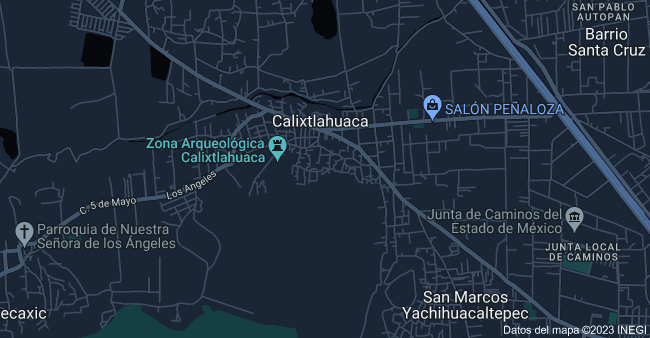 SAN PABLO
AUTOPAN
Barrio
Santa Cruz
SALÓN PEÑALOZA
Calixtlahuaca
Zona Arqueológica
Calixtlahuaca
Los Angeles
C. 5 de Mayo
Parroquia de Nuestra
Señora de los Ángeles
Junta de Caminos del
Estado de México
JUNTA LOCAL
DE CAMINOS
ecaxic
San Marcos
Yachihuacaltepec
Datos del mapa ©2023 INEGI